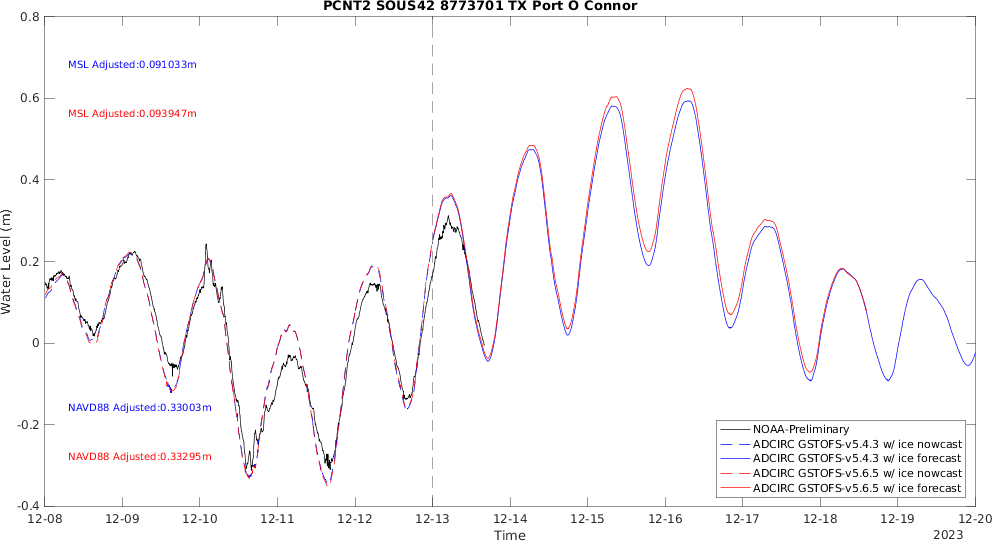 PCNT2 SOUS42 8773701 TX Port O Connor
0.8
0.6
0.4
0.2
0
-0.2
-0.4
Water Level (m)
MSL Adjusted:0.091033m
MSL Adjusted:0.093947m
NAVD88 Adjusted:0.33003m
NAVD88 Adjusted:0.33295m
NOAA-Preliminary
ADCIRC GSTOFS-v5.4.3 w/ ice nowcast
ADCIRC GSTOFS-v5.4.3 w/ ice forecast
ADCIRC GSTOFS-v5.6.5 w/ ice nowcast
ADCIRC GSTOFS-v5.6.5 w/ ice forecast
12-08 12-09 12-10 12-11 12-12 12-13 12-14 12-15 12-16 12-17 12-18 12-19 12-20
Time
2023